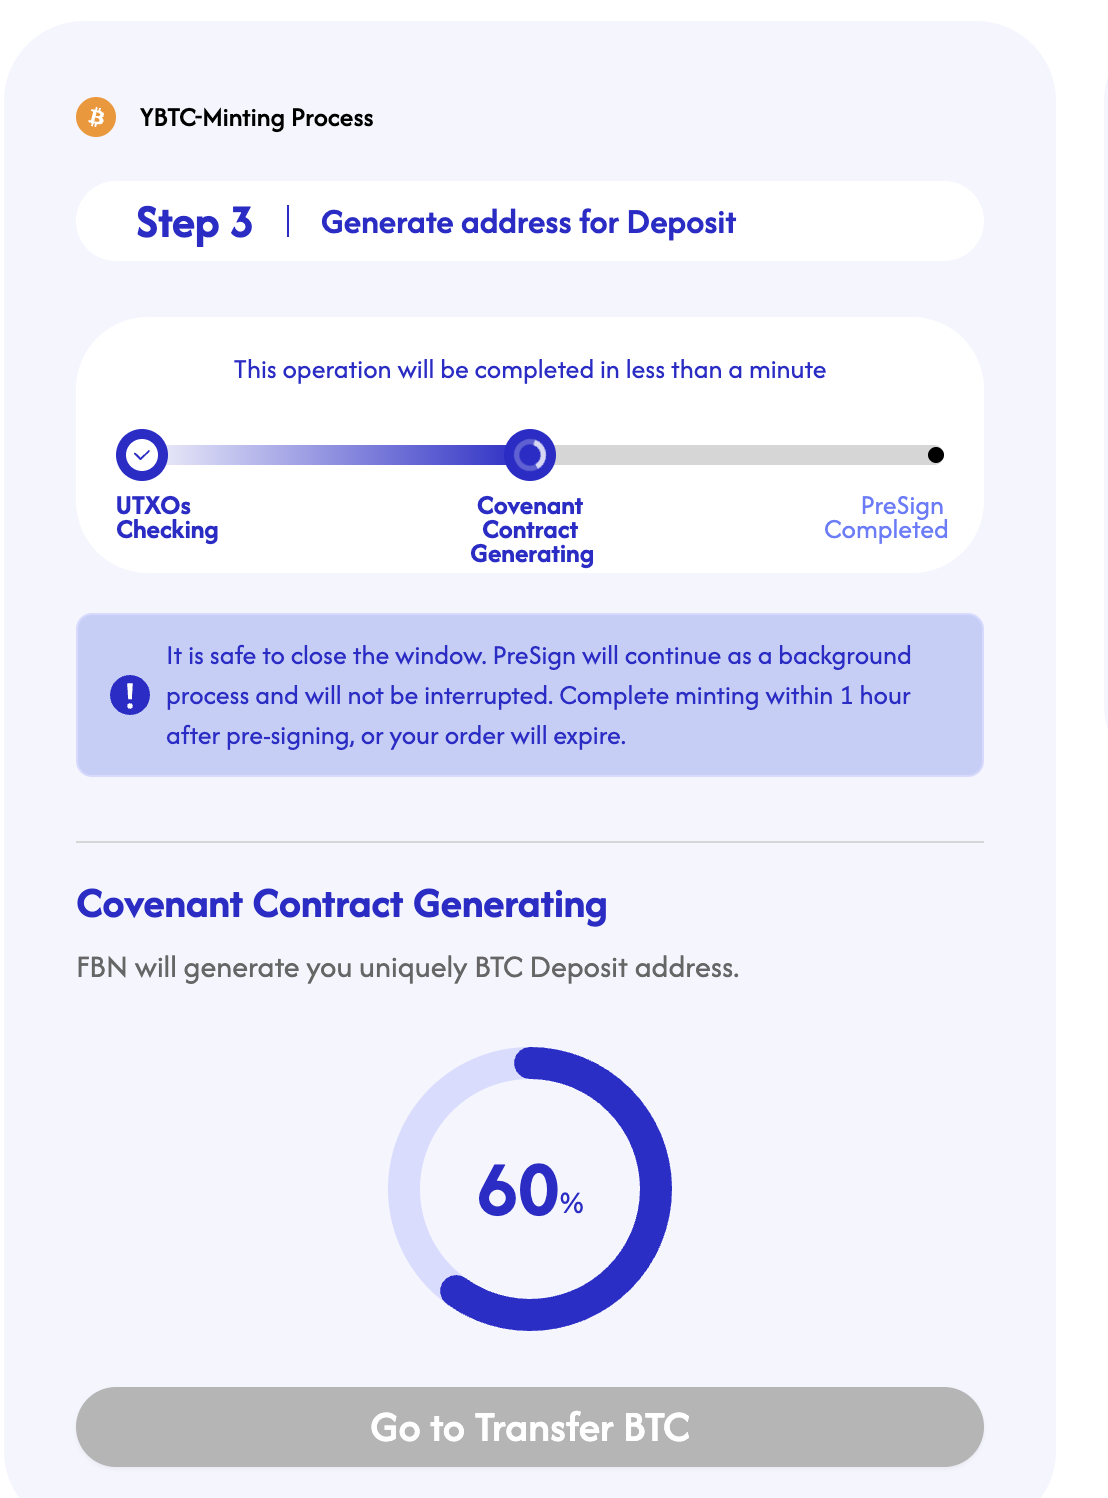 YBTC-Minting Process
Step 3 | Generate address for Deposit
This operation will be completed in less than a minute
UTXOs
Checking
Covenant
Contract
Generating
PreSign
Completed
It is safe to close the window. PreSign will continue as a background
process and will not be interrupted. Complete minting within 1 hour
after pre-signing, or your order will expire.
Covenant Contract Generating
FBN will generate you uniquely BTC Deposit address.
60%
Go to Transfer BTC